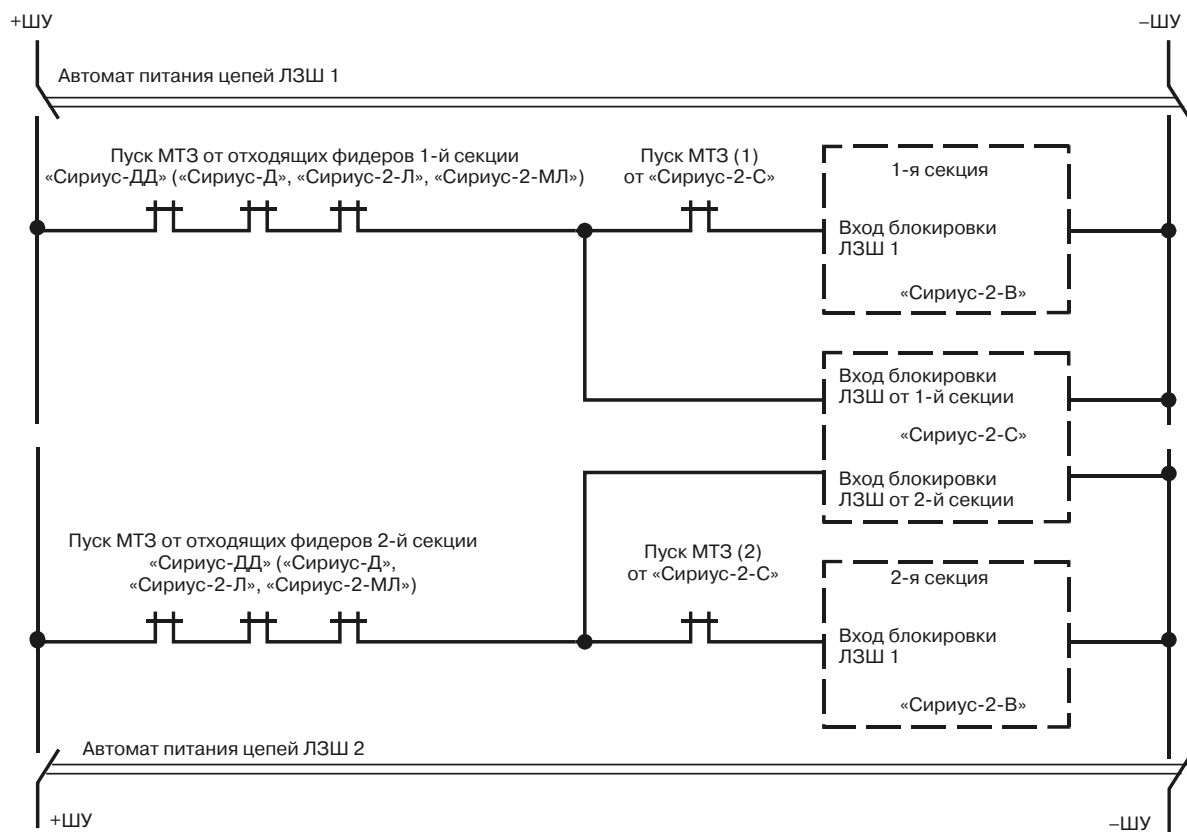 +ШУ
–ШУ
Автомат питания цепей ЛЗШ 1
Пуск МТЗ от отходящих фидеров 1-й секции
«Сириус-ДД» («Сириус-Д», «Сириус-2-Л», «Сириус-2-МЛ»)
Пуск МТЗ (1)
от «Сириус-2-С»
1-я секция
Вход блокировки
ЛЗШ 1
«Сириус-2-В»
Вход блокировки
ЛЗШ от 1-й секции
«Сириус-2-С»
Вход блокировки
ЛЗШ от 2-й секции
Пуск МТЗ от отходящих фидеров 2-й секции
«Сириус-ДД» («Сириус-Д»,
«Сириус-2-Л», «Сириус-2-МЛ»)
Пуск МТЗ (2)
от «Сириус-2-С»
2-я секция
Вход блокировки
ЛЗШ 1
«Сириус-2-В»
Автомат питания цепей ЛЗШ 2
+ШУ
–ШУ